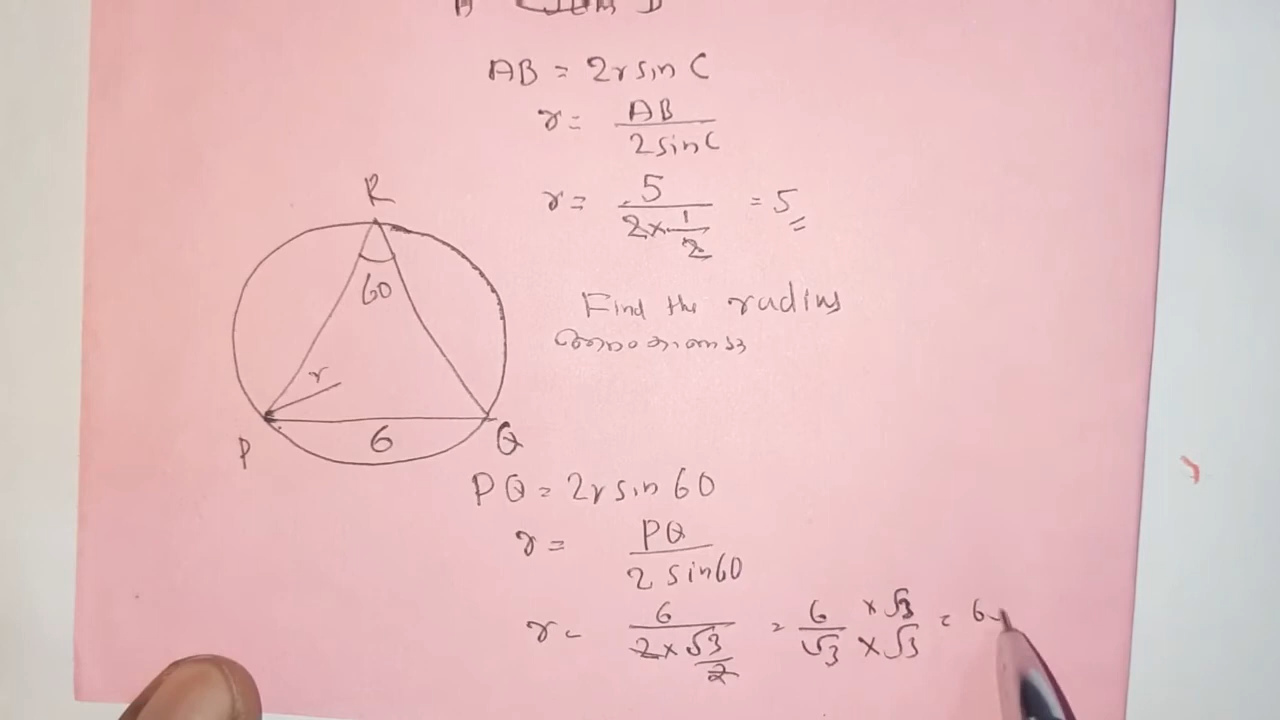 AB = 2r sin C
r = AB / 2 sin C
r = 5 / 2 × 1/2 = 5
R
60
r
P
6
Q
Find the radius
PQ = 2r sin 60
r = PQ / 2 sin 60
r = 6 / 2 × √3/2 = 6 / √3 × √3 / × √3 = 6